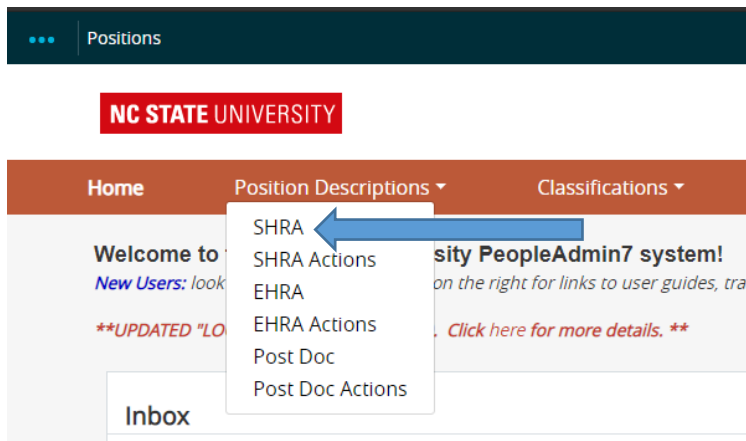 Positions
NC STATE UNIVERSITY
Home Position Descriptions Classifications
SHRA
SHRA Actions
EHRA
EHRA Actions
Post Doc
Post Doc Actions
Welcome to sity PeopleAdmin7 system!
New Users: look on the right for links to user guides, tra
**UPDATED "LO . Click here for more details. **
Inbox